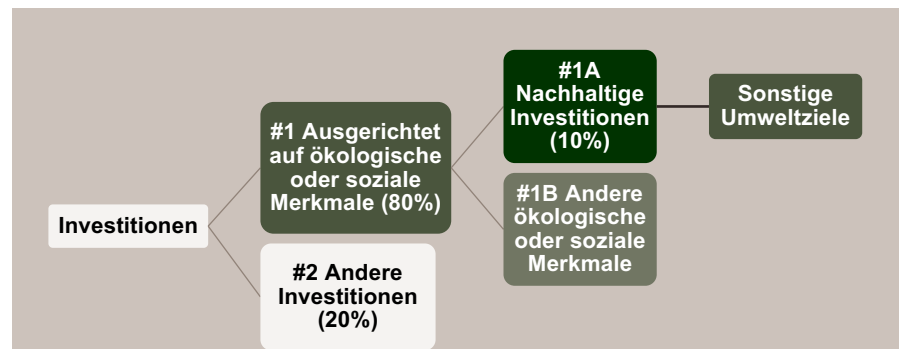 Investitionen
#1 Ausgerichtet
auf ökologische
oder soziale
Merkmale (80%)
#2 Andere
Investitionen
(20%)
#1A
Nachhaltige
Investitionen
(10%)
#1B Andere
ökologische
oder soziale
Merkmale
Sonstige
Umweltziele